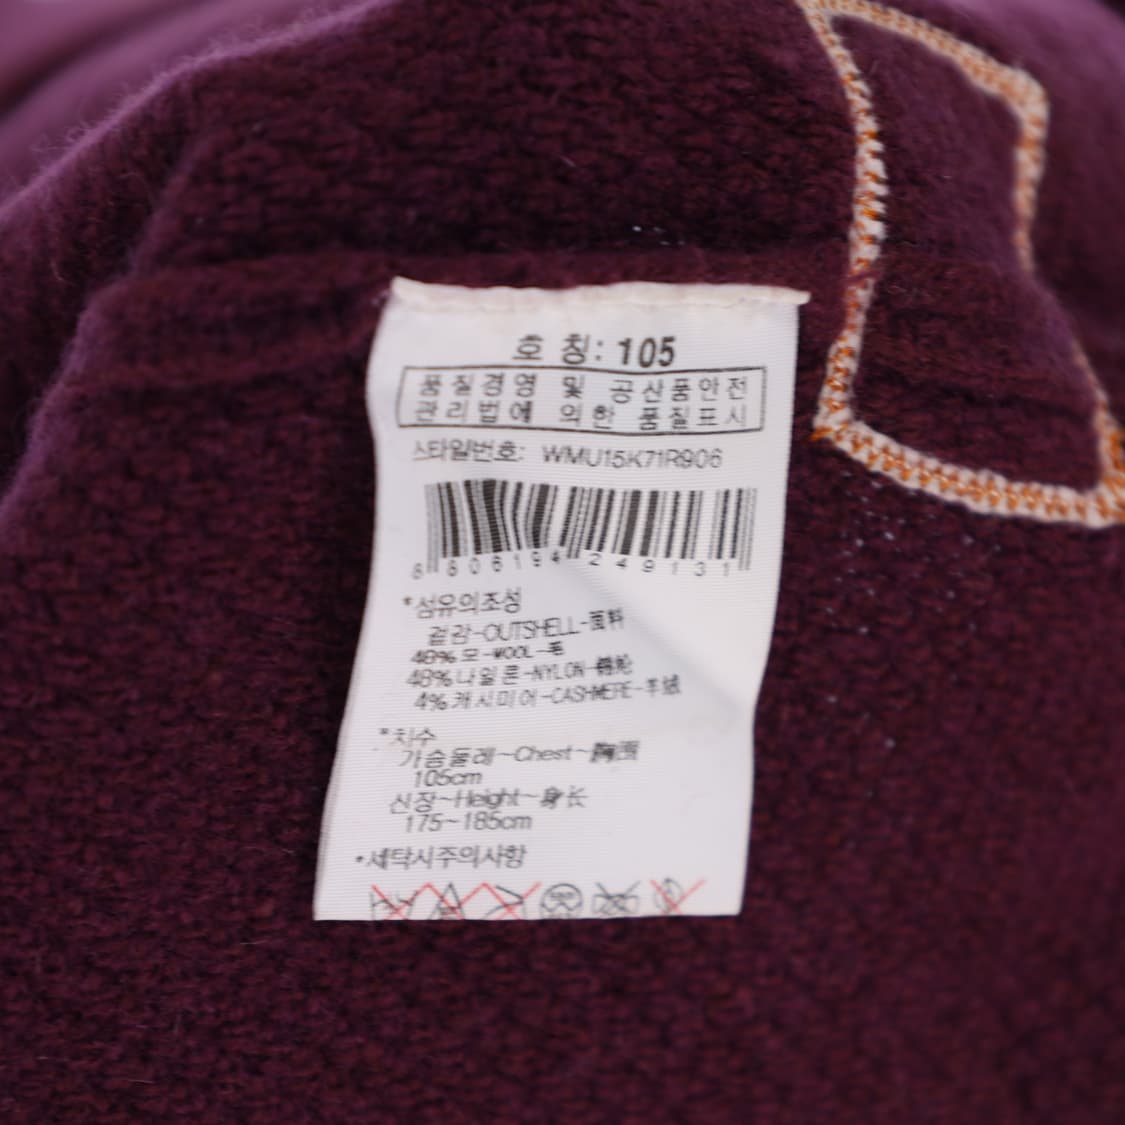 호 칭: 105
품질경영 및 공산품안전
관리법에 의한 품질표시
스타일번호: WMU15K71R906
8 806194 249131
*섬유의조성
겉감-OUTSHELL-面料
48% 모-WOOL-毛
48% 나일론-NYLON-锦纶
4% 캐시미어-CASHMERE-羊绒
*치수
가슴둘레~Chest~胸围
105cm
신장~Height~身长
175~185cm
*세탁시주의사항